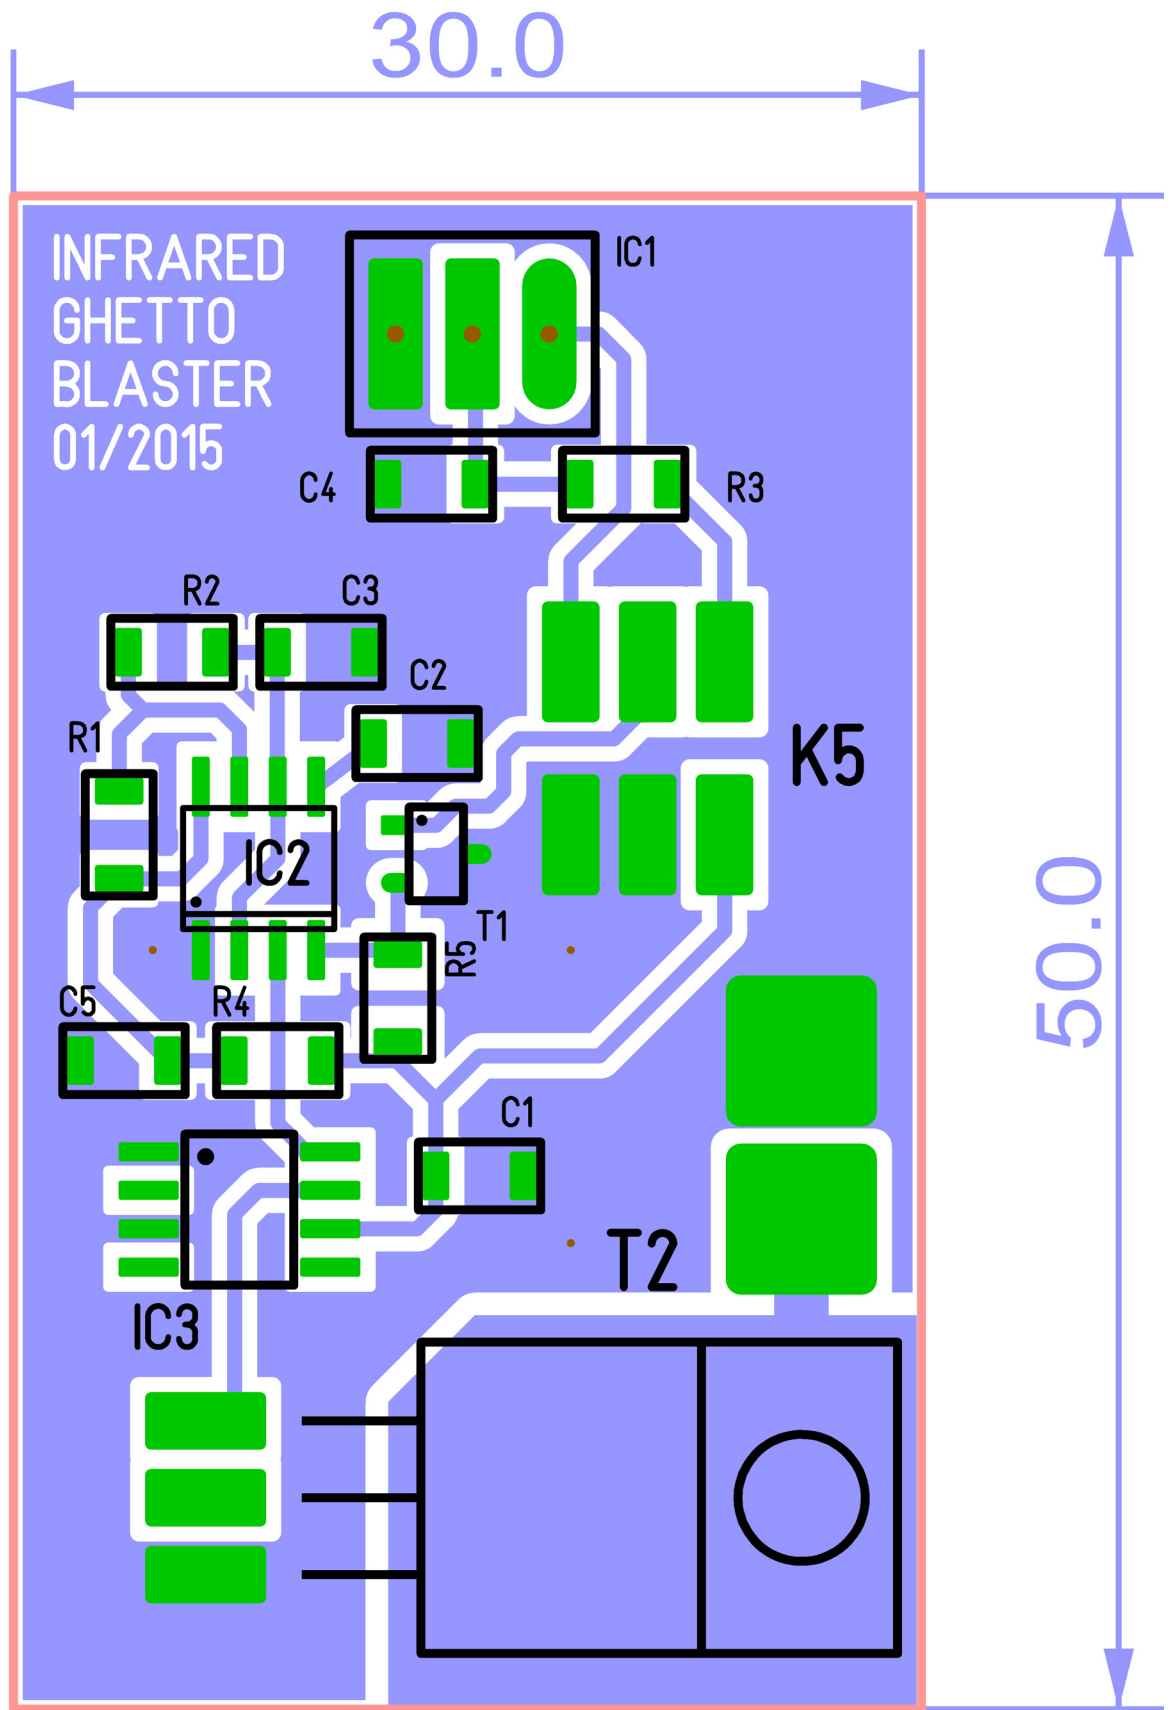 30.0
INFRARED
GHETTO
BLASTER
01/2015
IC1
C4
R3
R2
C3
C2
R1
K5
IC2
T1
R5
50.0
C5
R4
C1
T2
IC3